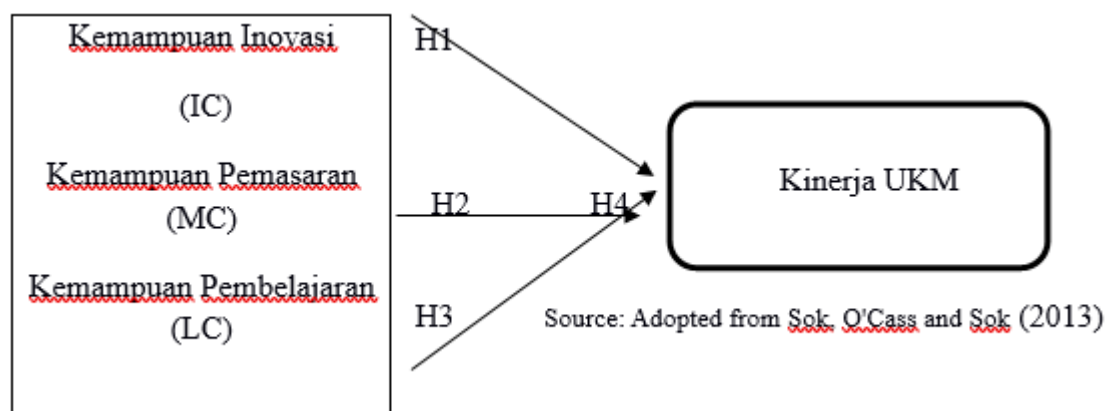 Kemampuan Inovasi
(IC)
Kemampuan Pemasaran
(MC)
Kemampuan Pembelajaran
(LC)
H1
H2
H4
H3
Kinerja UKM
Source: Adopted from Sok, O'Cass and Sok (2013)